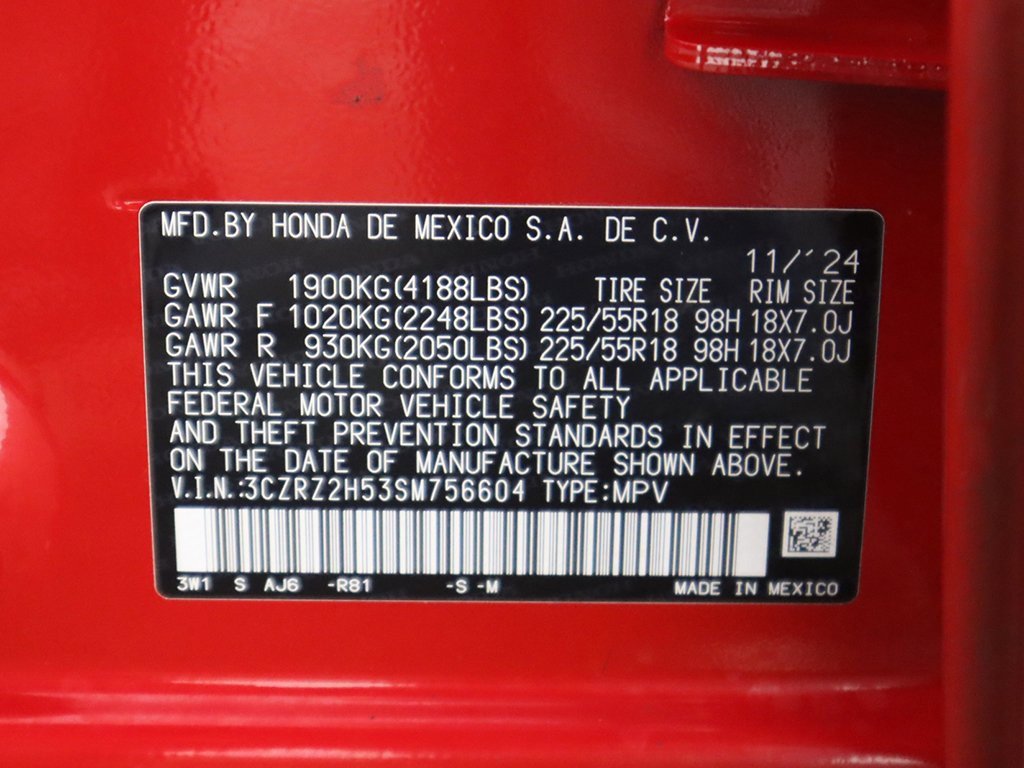 MFD.BY HONDA DE MEXICO S.A. DE C.V.
11/´24
GVWR 1900KG(4188LBS) TIRE SIZE RIM SIZE
GAWR F 1020KG(2248LBS) 225/55R18 98H 18X7.0J
GAWR R 930KG(2050LBS) 225/55R18 98H 18X7.0J
THIS VEHICLE CONFORMS TO ALL APPLICABLE
FEDERAL MOTOR VEHICLE SAFETY
AND THEFT PREVENTION STANDARDS IN EFFECT
ON THE DATE OF MANUFACTURE SHOWN ABOVE.
V.I.N.:3CZRZ2H53SM756604 TYPE:MPV
3W1 S AJ6 -R81 -S -M MADE IN MEXICO